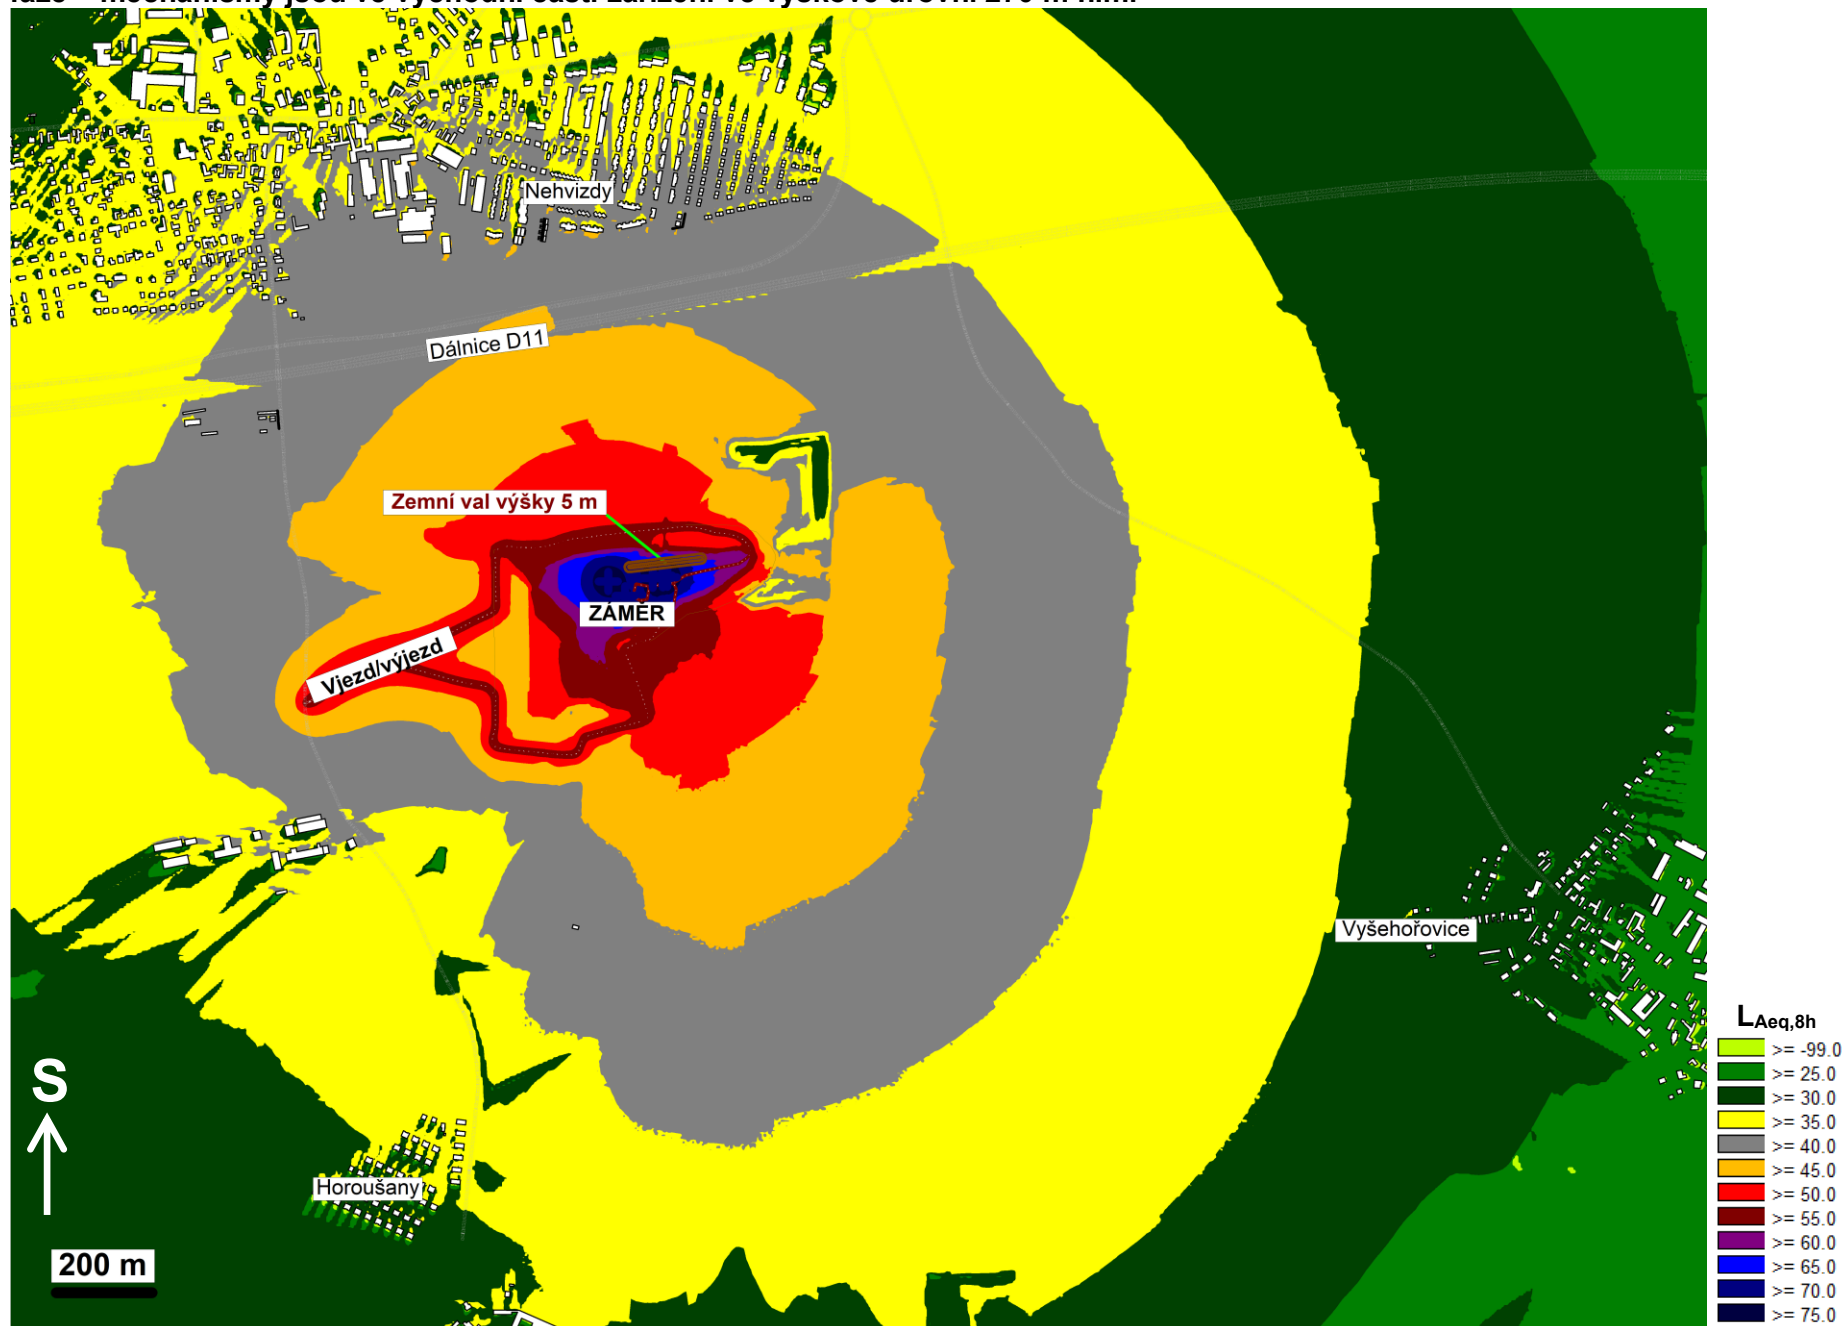 Nehvizdy
Dálnice D11
Zemní val výšky 5 m
ZÁMĚR
Vjezd/výjezd
Vyšehořovice
Horoušany
S
200 m
LAeq,8h
>= -99.0
>= 25.0
>= 30.0
>= 35.0
>= 40.0
>= 45.0
>= 50.0
>= 55.0
>= 60.0
>= 65.0
>= 70.0
>= 75.0